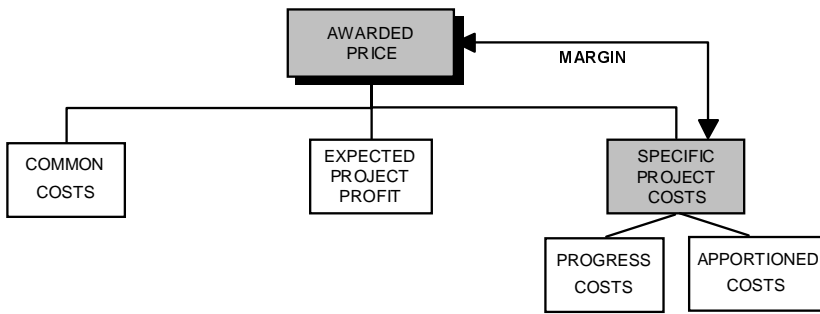 AWARDED
PRICE
MARGIN
COMMON
COSTS
EXPECTED
PROJECT
PROFIT
SPECIFIC
PROJECT
COSTS
PROGRESS
COSTS
APPORTIONED
COSTS